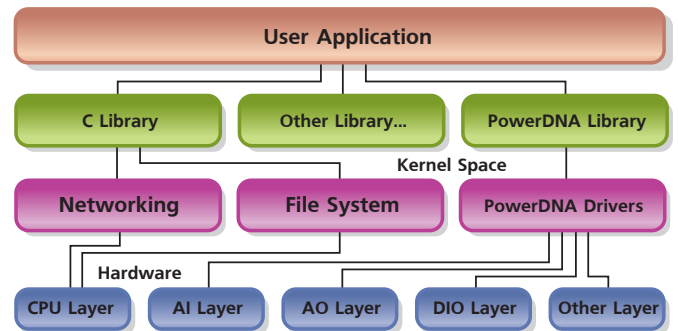 User Application
C Library
Other Library...
PowerDNA Library
Kernel Space
Networking
File System
PowerDNA Drivers
Hardware
CPU Layer
AI Layer
AO Layer
DIO Layer
Other Layer